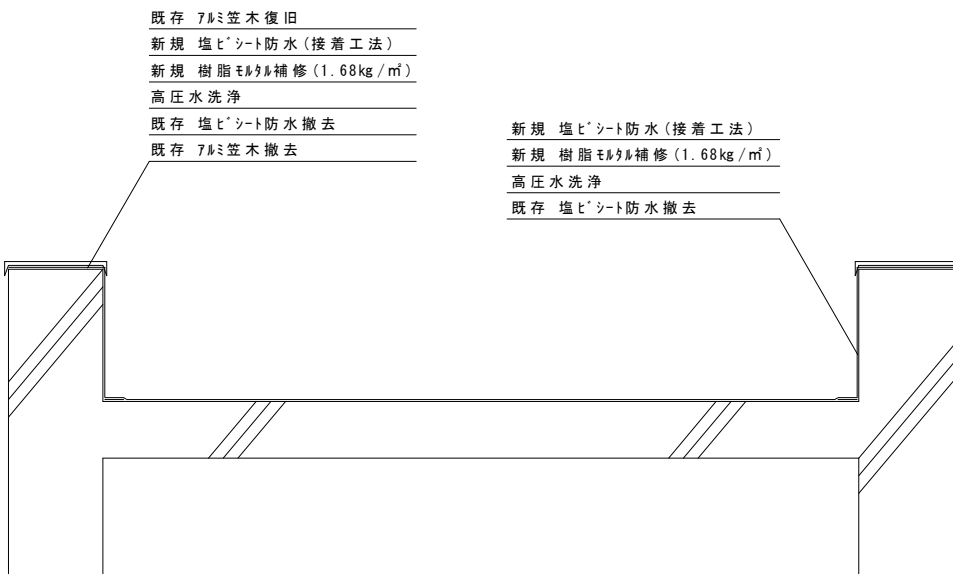 既存 ｱﾙﾐ笠木復旧
新規 塩ﾋﾞｼｰﾄ防水(接着工法)
新規 樹脂ﾓﾙﾀﾙ補修(1.68kg/㎡)
高圧水洗浄
既存 塩ﾋﾞｼｰﾄ防水撤去
既存 ｱﾙﾐ笠木撤去
新規 塩ﾋﾞｼｰﾄ防水(接着工法)
新規 樹脂ﾓﾙﾀﾙ補修(1.68kg/㎡)
高圧水洗浄
既存 塩ﾋﾞｼｰﾄ防水撤去